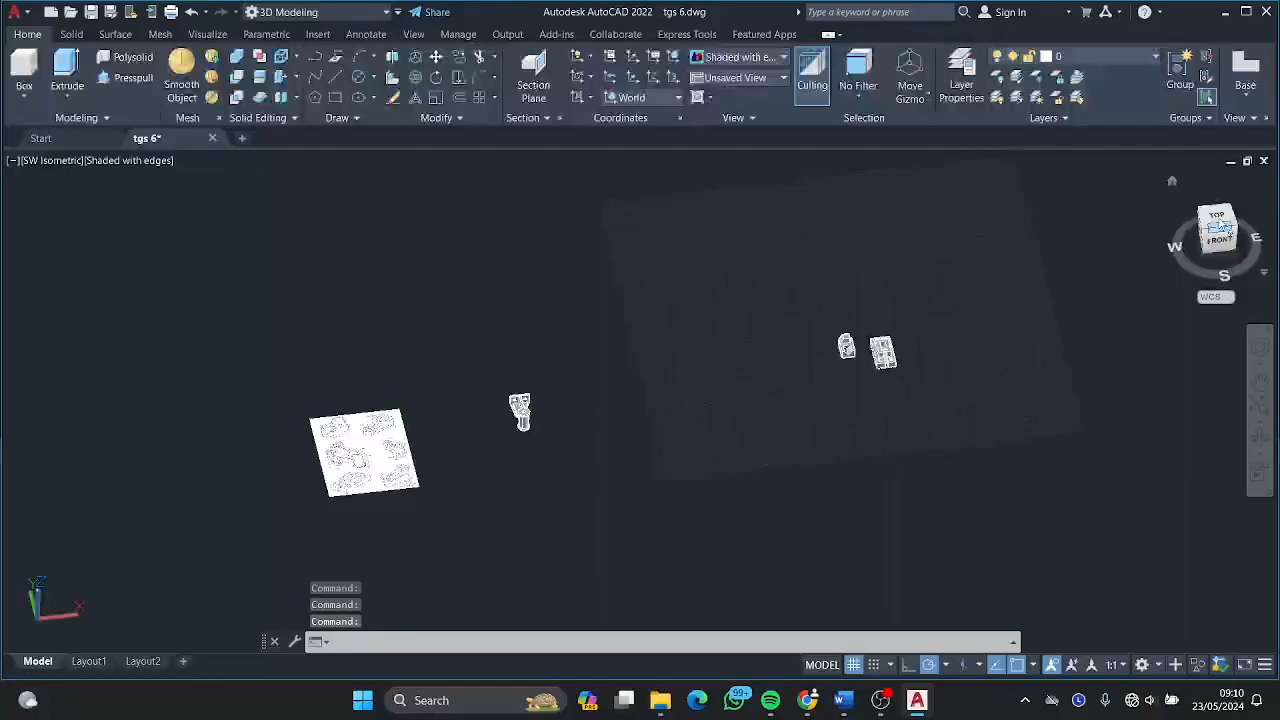 3D Modeling
Share
Autodesk AutoCAD 2022 tgs 6.dwg
Type a keyword or phrase
Sign In
Home Solid Surface Mesh Visualize Parametric Insert Annotate View Manage Output Add-ins Collaborate Express Tools Featured Apps
Polysolid
Presspull
Box
Extrude
Smooth
Object
Section
Plane
World
Shaded with e...
Unsaved View
Culling
No Filter
Move
Gizmo
Layer
Properties
0
Group
Base
Modeling Mesh Solid Editing Draw Modify Section Coordinates View Selection Layers Groups View
Start
tgs 6*
[−][SW Isometric][Shaded with edges]
TOP
FRONT
W
E
S
WCS
Y
Z
X
Command:
Command:
Command:
Model Layout1 Layout2
MODEL
1:1
Search
PRE
99+
09:10
23/05/2024